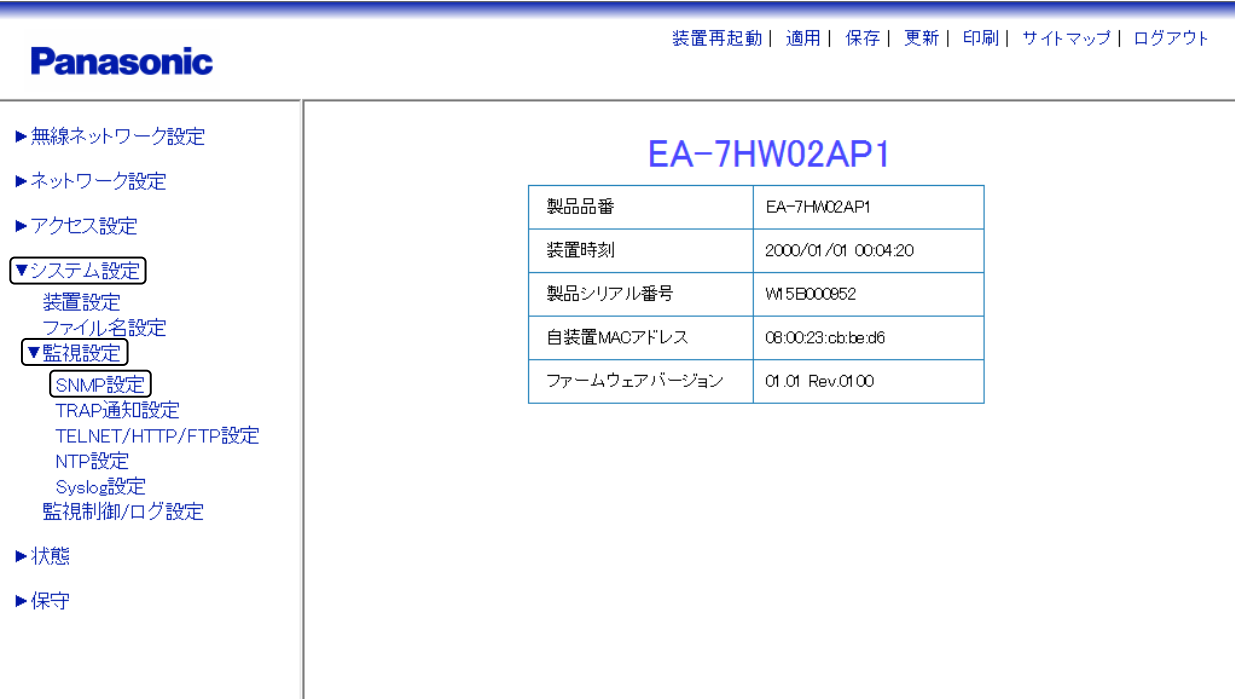 装置再起動| 適用| 保存| 更新| 印刷| サイトマップ| ログアウト
Panasonic
▶無線ネットワーク設定
▶ネットワーク設定
▶アクセス設定
▼システム設定
装置設定
ファイル名設定
▼監視設定
SNMP設定
TRAP通知設定
TELNET/HTTP/FTP設定
NTP設定
Syslog設定
監視制御/ログ設定
▶状態
▶保守
EA-7HW02AP1
製品品番 EA-7HW02AP1
装置時刻 2000/01/01 00:04:20
製品シリアル番号 W15B000952
自装置MACアドレス 08:00:23:cb:be:d6
ファームウェアバージョン 01.01 Rev.0100